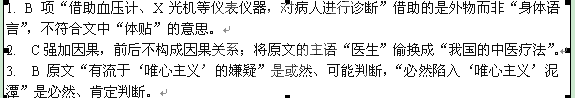 1. B 项“借助血压计、X 光机等仪表仪器，对病人进行诊断”借助的是外物而非“身体语
言”，不符合文中“体贴”的意思。
2. C强加因果，前后不构成因果关系；将原文的主语“医生”偷换成“我国的中医疗法”。
3. B 原文“有流于‘唯心主义’的嫌疑”是或然、可能判断，“必然陷入‘唯心主义’泥
潭”是必然、肯定判断。